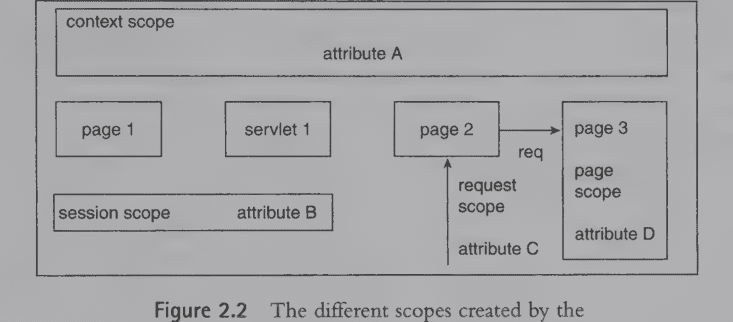 context scope
attribute A
page 1
servlet 1
page 2
req
page 3
page
scope
attribute D
request
scope
attribute C
session scope
attribute B
Figure 2.2 The different scopes created by the